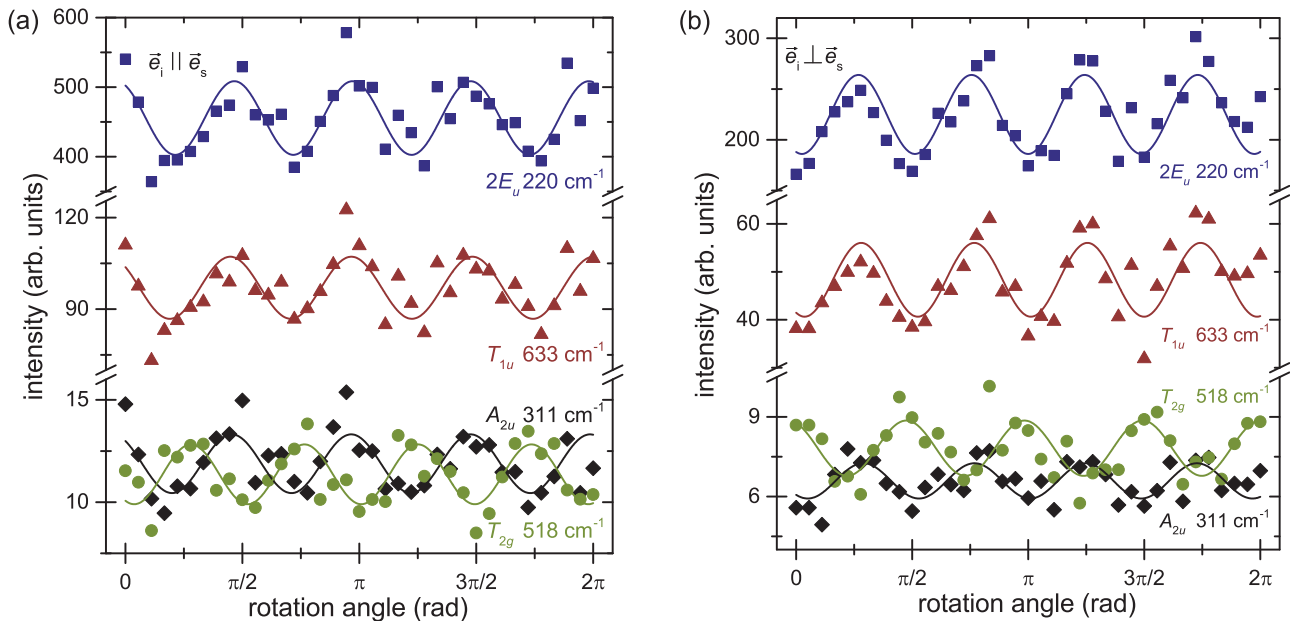 (a)
600
500
400
120
90
15
10
intensity (arb. units)
e⃗i || e⃗s
2Eu 220 cm-1
T1u 633 cm-1
A2u 311 cm-1
T2g 518 cm-1
0 π/2 π 3π/2 2π
rotation angle (rad)
(b)
300
200
60
40
9
6
intensity (arb. units)
e⃗i ⊥ e⃗s
2Eu 220 cm-1
T1u 633 cm-1
T2g 518 cm-1
A2u 311 cm-1
0 π/2 π 3π/2 2π
rotation angle (rad)